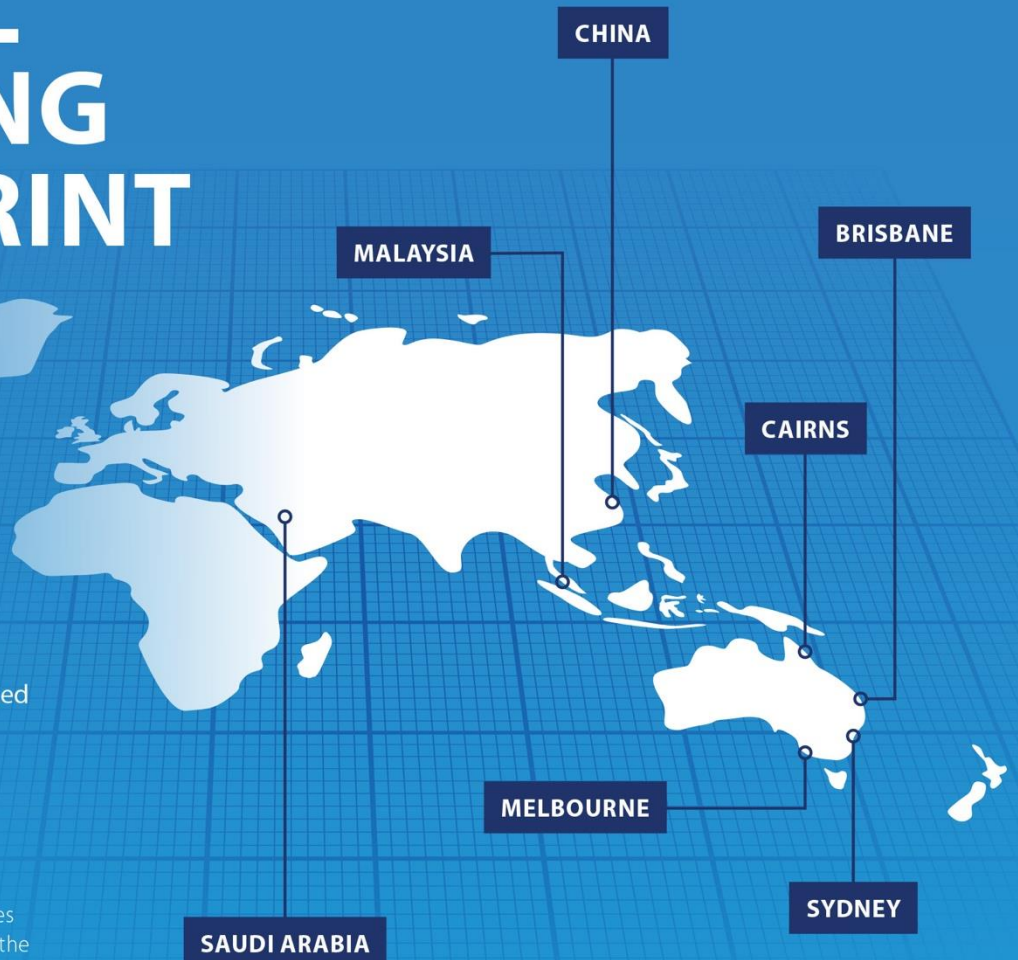 NG
RINT
CHINA
BRISBANE
MALAYSIA
CAIRNS
ed
MELBOURNE
SYDNEY
es
the
SAUDI ARABIA